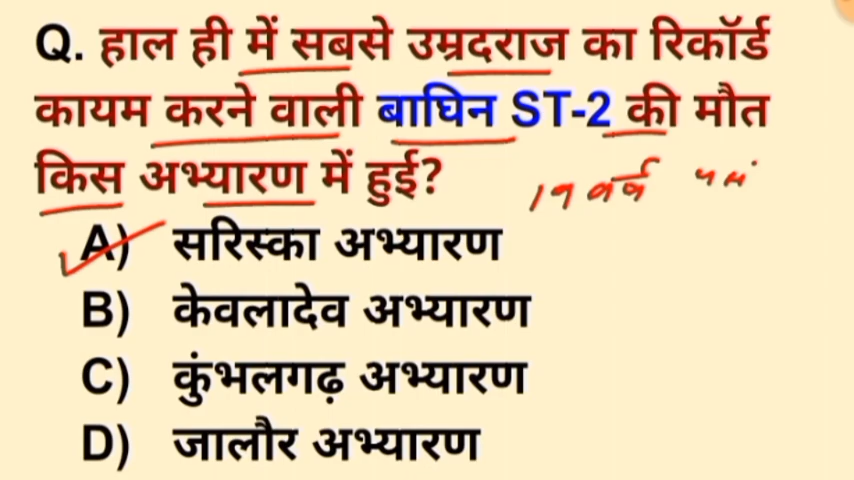 Q. हाल ही में सबसे उम्रदराज का रिकॉर्ड
कायम करने वाली बाघिन ST-2 की मौत
किस अभ्यारण में हुई?
19 वर्ष
A) सरिस्का अभ्यारण
B) केवलादेव अभ्यारण
C) कुंभलगढ़ अभ्यारण
D) जालौर अभ्यारण